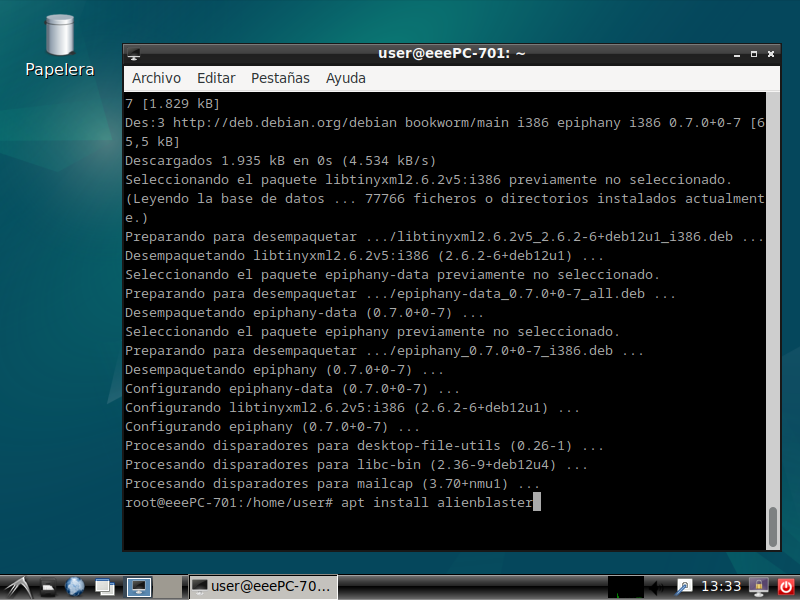 Papelera
user@eeePC-701: ~
Archivo Editar Pestañas Ayuda
7 [1.829 kB]
Des:3 http://deb.debian.org/debian bookworm/main i386 epiphany i386 0.7.0+0-7 [6
5,5 kB]
Descargados 1.935 kB en 0s (4.534 kB/s)
Seleccionando el paquete libtinyxml2.6.2v5:i386 previamente no seleccionado.
(Leyendo la base de datos ... 77766 ficheros o directorios instalados actualment
e.)
Preparando para desempaquetar .../libtinyxml2.6.2v5_2.6.2-6+deb12u1_i386.deb ...
Desempaquetando libtinyxml2.6.2v5:i386 (2.6.2-6+deb12u1) ...
Seleccionando el paquete epiphany-data previamente no seleccionado.
Preparando para desempaquetar .../epiphany-data_0.7.0+0-7_all.deb ...
Desempaquetando epiphany-data (0.7.0+0-7) ...
Seleccionando el paquete epiphany previamente no seleccionado.
Preparando para desempaquetar .../epiphany_0.7.0+0-7_i386.deb ...
Desempaquetando epiphany (0.7.0+0-7) ...
Configurando epiphany-data (0.7.0+0-7) ...
Configurando libtinyxml2.6.2v5:i386 (2.6.2-6+deb12u1) ...
Configurando epiphany (0.7.0+0-7) ...
Procesando disparadores para desktop-file-utils (0.26-1) ...
Procesando disparadores para libc-bin (2.36-9+deb12u4) ...
Procesando disparadores para mailcap (3.70+nmu1) ...
root@eeePC-701:/home/user# apt install alienblaster
user@eeePC-70... 13:33